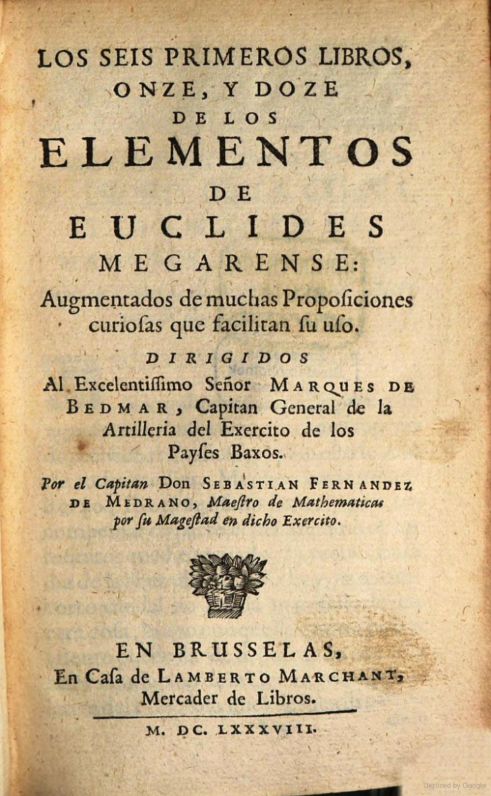 LOS SEIS PRIMEROS LIBROS,
ONZE, Y DOZE
DE LOS
ELEMENTOS
DE
EUCLIDES
MEGARENSE:
Augmentados de muchas Propoſiciones
curioſas que facilitan ſu uſo.
DIRIGIDOS
Al Excelentiſſimo Señor MARQUES DE
BEDMAR, Capitan General de la
Artilleria del Exercito de los
Payſes Baxos.
Por el Capitan Don SEBASTIAN FERNANDEZ
DE MEDRANO, Maeſtro de Mathematicas
por ſu Mageſtad en dicho Exercito.
EN BRUSSELAS,
En Caſa de LAMBERTO MARCHANT,
Mercader de Libros.
M. DC. LXXXVIII.
Digitized by Google